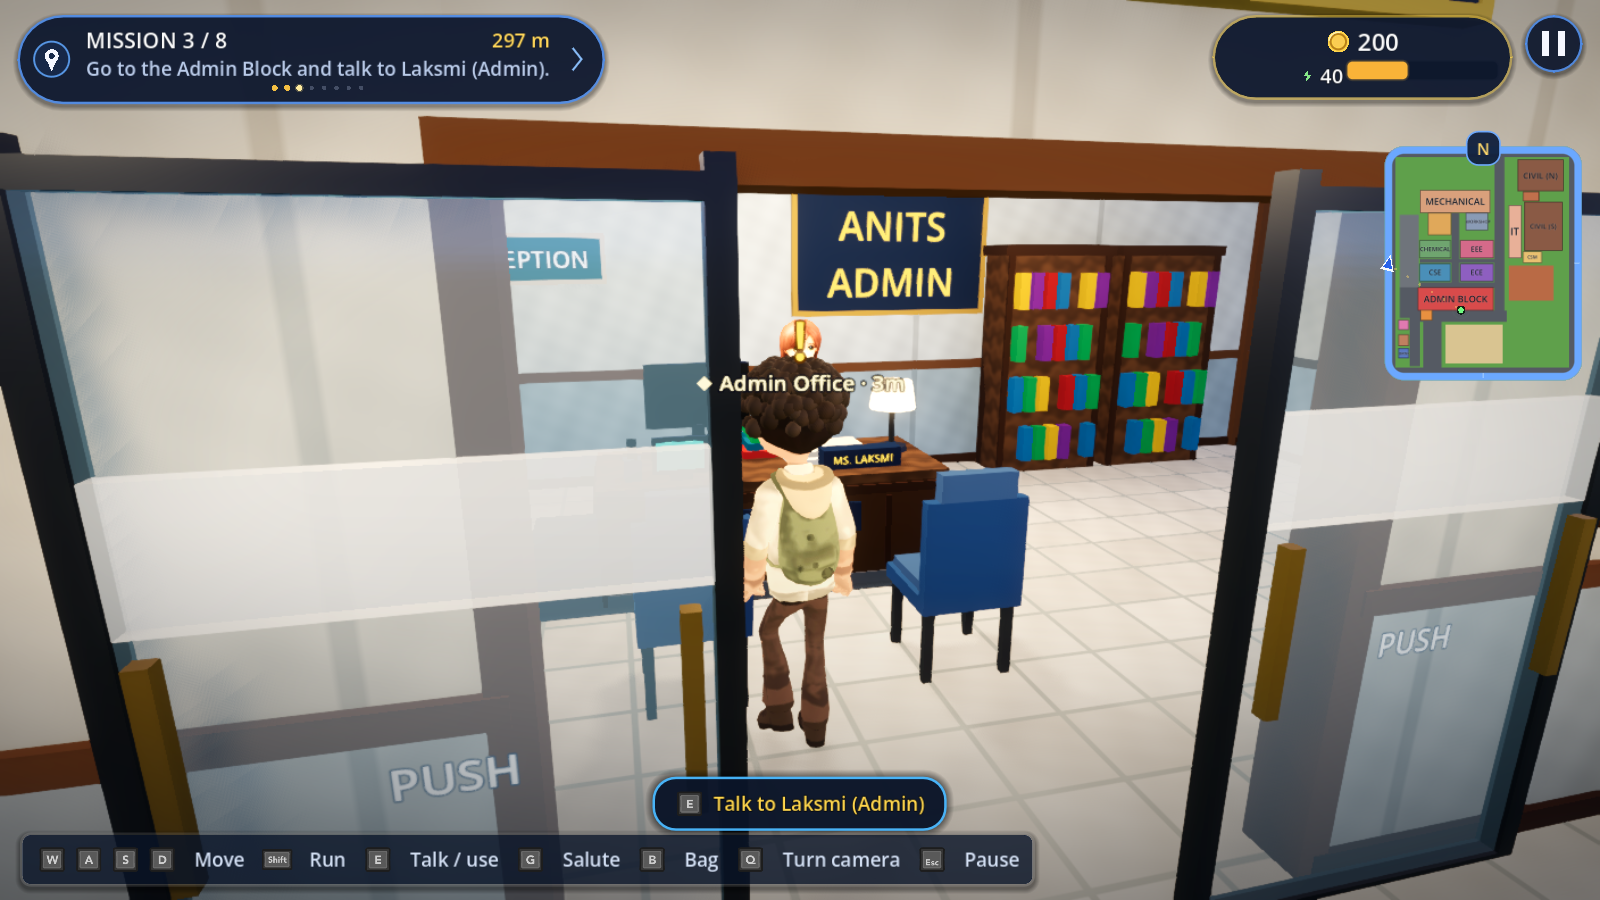 MISSION 3 / 8
297 m
Go to the Admin Block and talk to Laksmi (Admin).
200
40
N
CIVIL (N)
MECHANICAL
IT
CIVIL (S)
CHEMICAL
EEE
CSE
ECE
ADMIN BLOCK
EPTION
ANITS
ADMIN
Admin Office · 3m
MS. LAKSMI
PUSH
PUSH
E Talk to Laksmi (Admin)
W A S D Move Shift Run E Talk / use G Salute B Bag Q Turn camera Esc Pause